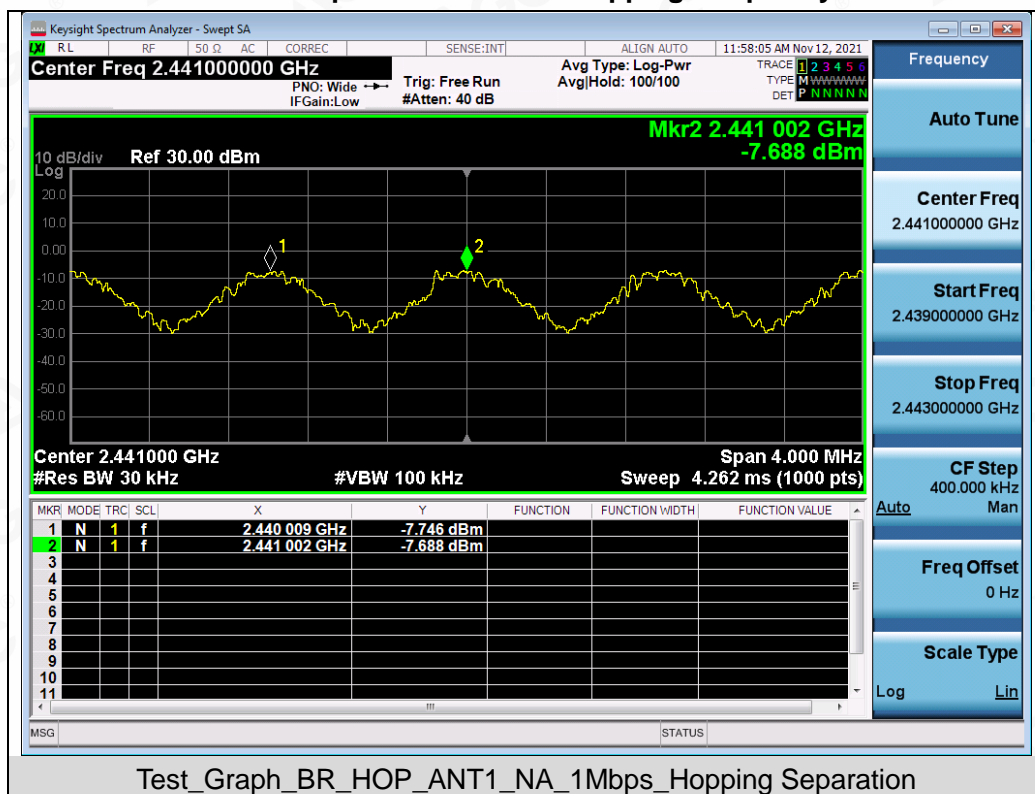 Keysight Spectrum Analyzer - Swept SA
LXI RL RF 50 Ω AC CORREC SENSE:INT ALIGN AUTO 11:58:05 AM Nov 12, 2021
Center Freq 2.441000000 GHz
PNO: Wide
IFGain:Low
Trig: Free Run
#Atten: 40 dB
Avg Type: Log-Pwr
Avg|Hold: 100/100
TRACE 1 2 3 4 5 6
TYPE M WWWWW
DET P N N N N N
Mkr2 2.441 002 GHz
-7.688 dBm
10 dB/div Ref 30.00 dBm
Log
20.0
10.0
0.00
-10.0
-20.0
-30.0
-40.0
-50.0
-60.0
1
2
Center 2.441000 GHz Span 4.000 MHz
#Res BW 30 kHz #VBW 100 kHz Sweep 4.262 ms (1000 pts)
MKR MODE TRC SCL X Y FUNCTION FUNCTION WIDTH FUNCTION VALUE
1 N 1 f 2.440 009 GHz -7.746 dBm
2 N 1 f 2.441 002 GHz -7.688 dBm
3
4
5
6
7
8
9
10
11
MSG STATUS
Frequency
Auto Tune
Center Freq
2.441000000 GHz
Start Freq
2.439000000 GHz
Stop Freq
2.443000000 GHz
CF Step
400.000 kHz
Auto Man
Freq Offset
0 Hz
Scale Type
Log Lin
Test_Graph_BR_HOP_ANT1_NA_1Mbps_Hopping Separation